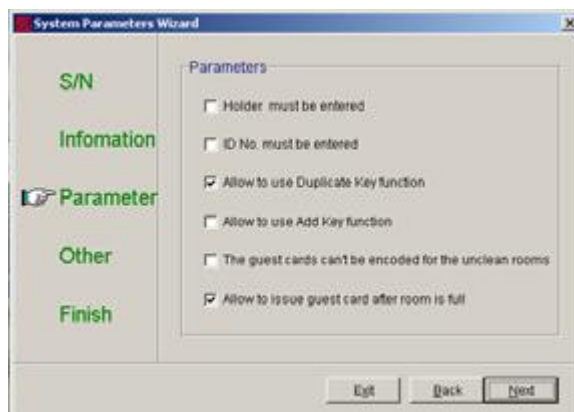 System Parameters Wizard
S/N
Infomation
Parameter
Other
Finish
Parameters
Holder must be entered
ID No. must be entered
Allow to use Duplicate Key function
Allow to use Add Key function
The guest cards can't be encoded for the unclean rooms
Allow to issue guest card after room is full
Exit
Back
Next